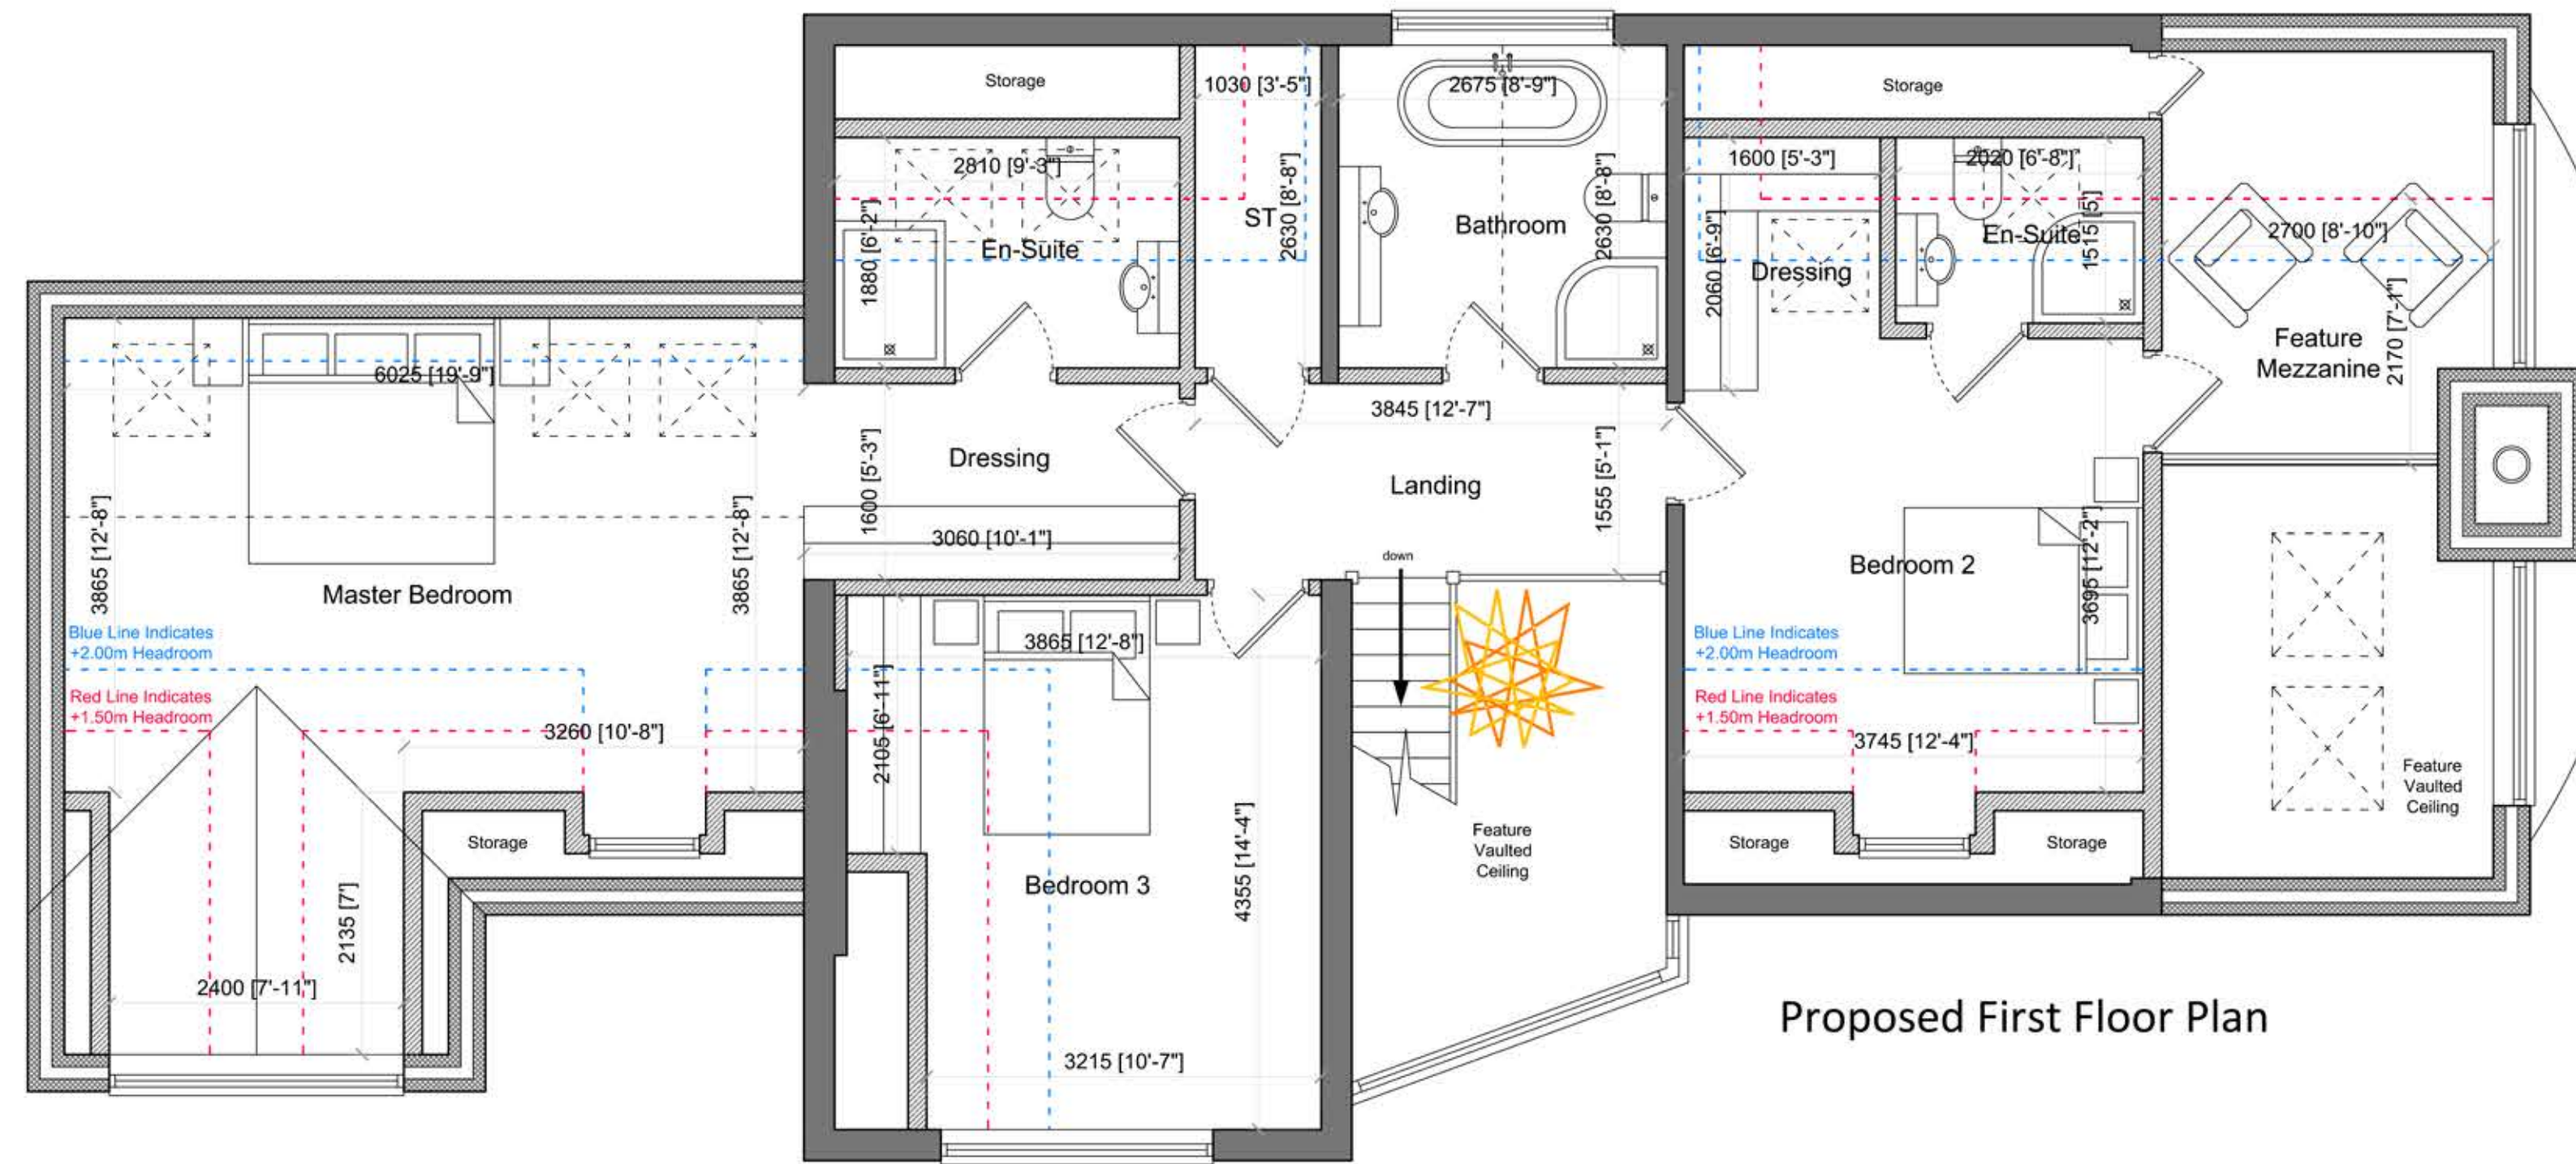 Storage
1030 [3'-5"]
2675 [8'-9"]
Storage
2810 [9'-3"]
1600 [5'-3"]
2020 [6'-8"]
1880 [6'-2"]
En-Suite
ST
2630 [8'-8"]
Bathroom
2630 [8'-8"]
2060 [6'-9"]
Dressing
En-Suite
1515 [5']
2700 [8'-10"]
Feature
Mezzanine
2170 [7'-1"]
6025 [19'-9"]
3865 [12'-8"]
Master Bedroom
3865 [12'-8"]
Dressing
1600 [5'-3"]
3060 [10'-1"]
3845 [12'-7"]
Landing
1555 [5'-1"]
down
Bedroom 2
3695 [12'-2"]
Blue Line Indicates
+2.00m Headroom
Red Line Indicates
+1.50m Headroom
3260 [10'-8"]
3865 [12'-8"]
2105 [6'-11"]
Blue Line Indicates
+2.00m Headroom
Red Line Indicates
+1.50m Headroom
3745 [12'-4"]
Feature
Vaulted
Ceiling
Storage
Feature
Vaulted
Ceiling
Storage
Storage
2135 [7']
2400 [7'-11"]
Bedroom 3
4355 [14'-4"]
3215 [10'-7"]
Proposed First Floor Plan